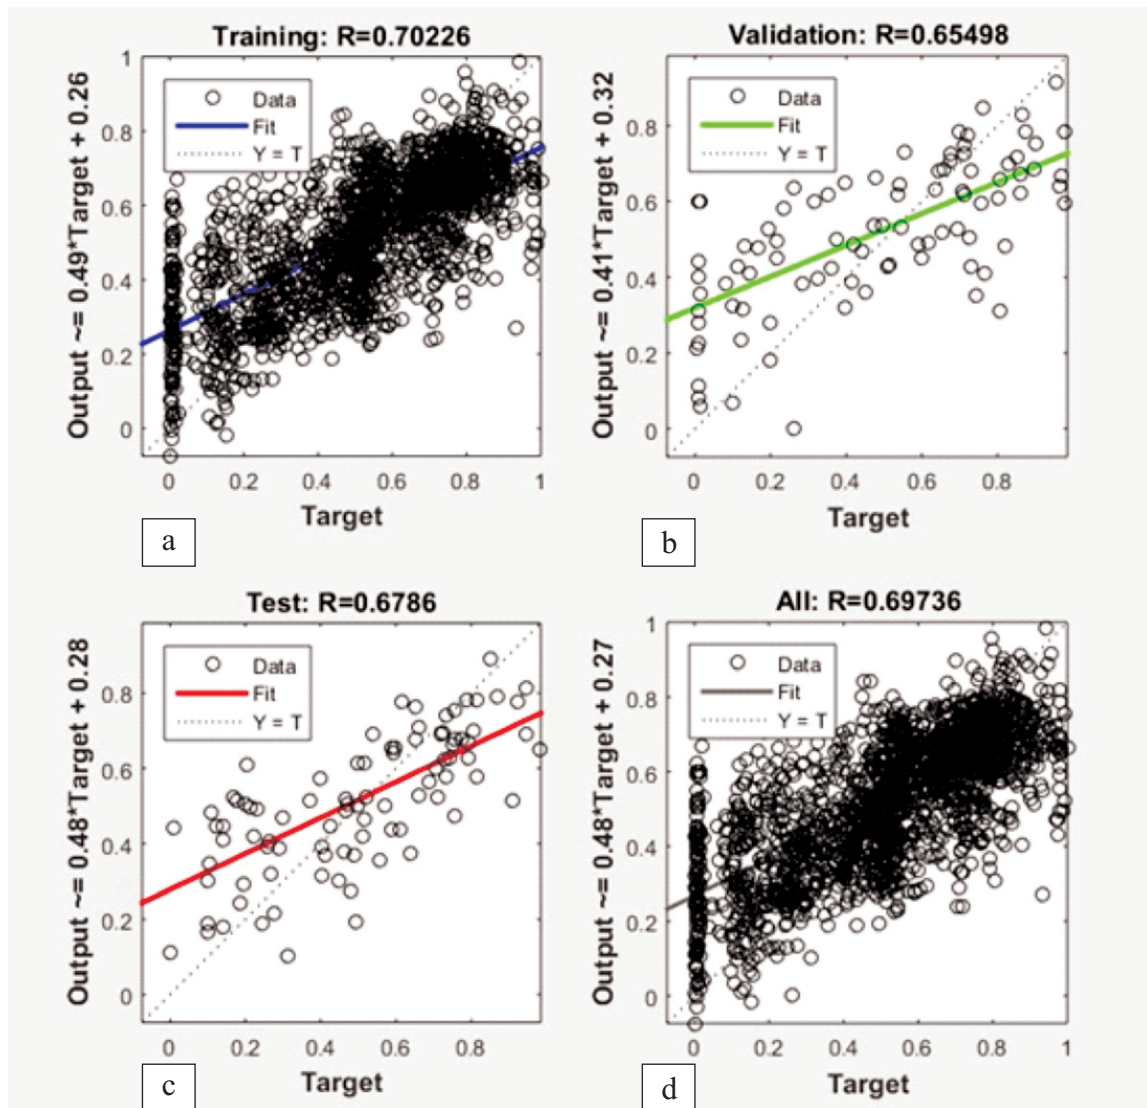 Training: R=0.70226
Output ~= 0.49*Target + 0.26
1
0.8
0.6
0.4
0.2
0
Data
Fit
Y = T
0 0.2 0.4 0.6 0.8 1
Target
a
Validation: R=0.65498
Output ~= 0.41*Target + 0.32
0.8
0.6
0.4
0.2
0
Data
Fit
Y = T
0 0.2 0.4 0.6 0.8
Target
b
Test: R=0.6786
Output ~= 0.48*Target + 0.28
0.8
0.6
0.4
0.2
0
Data
Fit
Y = T
0 0.2 0.4 0.6 0.8
Target
c
All: R=0.69736
Output ~= 0.48*Target + 0.27
1
0.8
0.6
0.4
0.2
0
Data
Fit
Y = T
0 0.2 0.4 0.6 0.8 1
Target
d